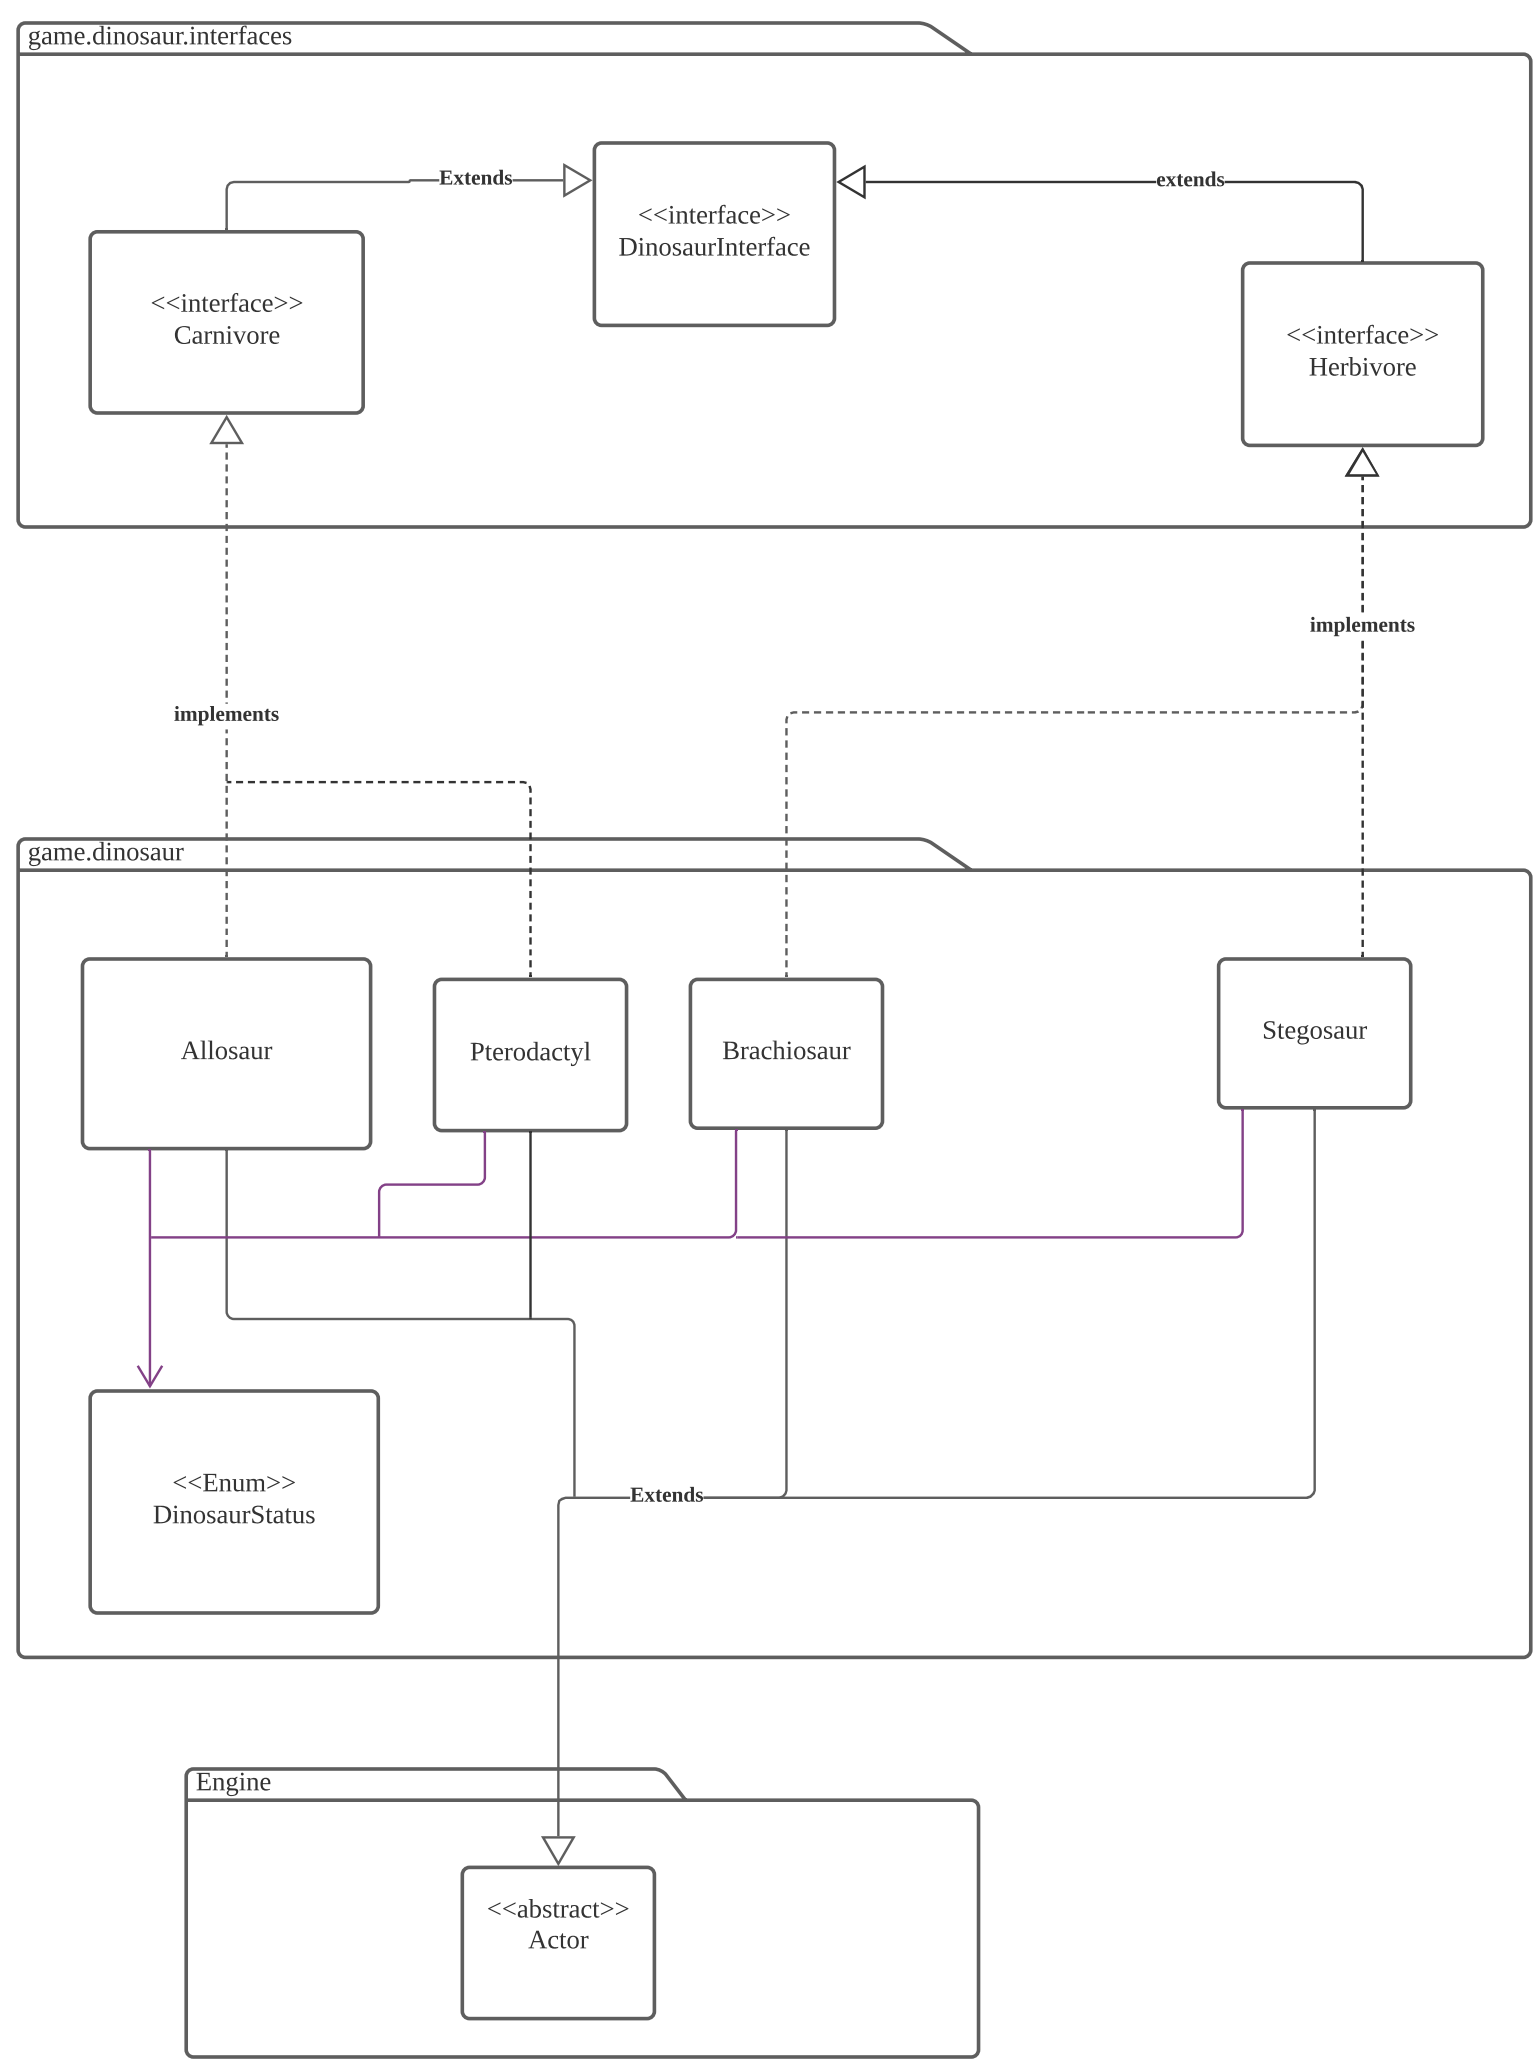 game.dinosaur.interfaces
Extends
extends
<<interface>>
DinosaurInterface
<<interface>>
Carnivore
<<interface>>
Herbivore
implements
implements
game.dinosaur
Allosaur
Pterodactyl
Brachiosaur
Stegosaur
<<Enum>>
DinosaurStatus
Extends
Engine
<<abstract>>
Actor